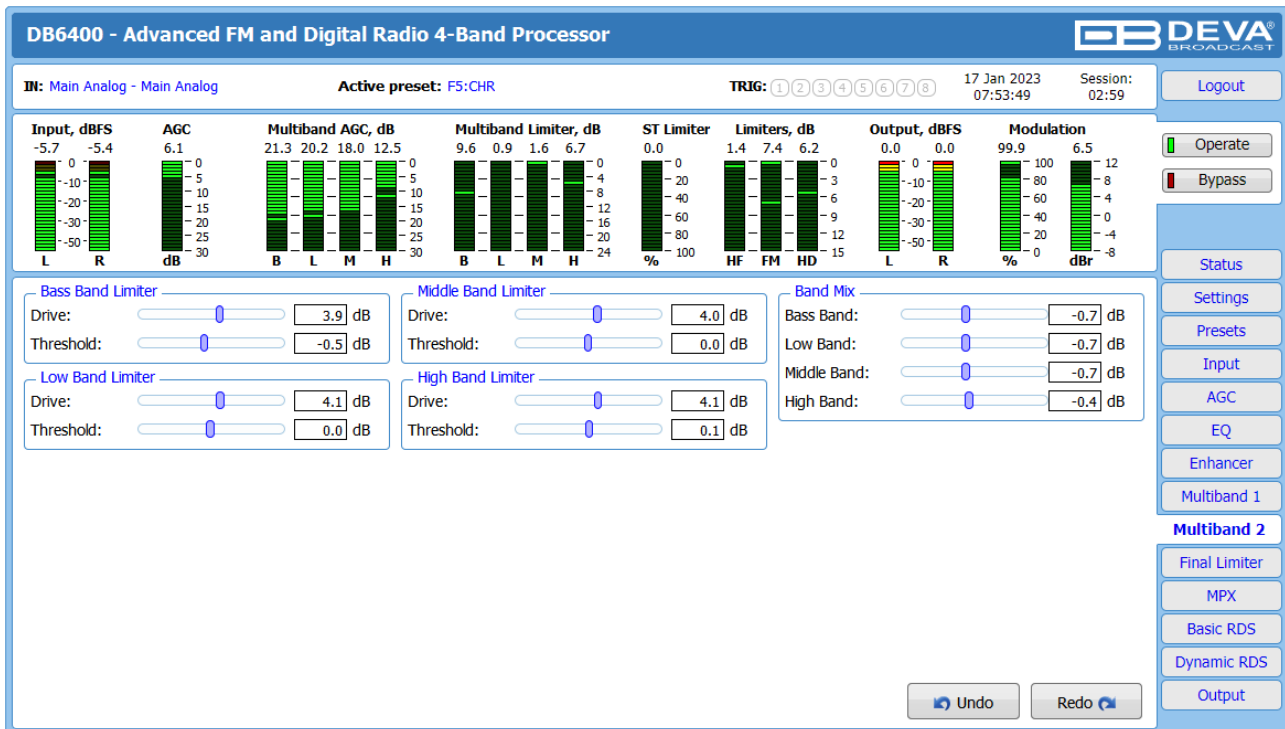 DB6400 - Advanced FM and Digital Radio 4-Band Processor
DEVA®
BROADCAST
IN: Main Analog - Main Analog Active preset: F5:CHR TRIG: 1 2 3 4 5 6 7 8 17 Jan 2023 Session:
07:53:49 02:59
Logout
Input, dBFS AGC Multiband AGC, dB Multiband Limiter, dB ST Limiter Limiters, dB Output, dBFS Modulation
-5.7 -5.4 6.1 21.3 20.2 18.0 12.5 9.6 0.9 1.6 6.7 0.0 1.4 7.4 6.2 0.0 0.0 99.9 6.5
0 0 0 0 0 0 0 100 12
-10 5 5 4 20 3 -10 80 8
-20 10 10 8 40 6 -20 60 4
-30 15 15 12 60 9 -30 40 0
-50 20 20 16 80 12 -50 20 -4
25 25 20 100 15 0 -8
30 30 24
L R dB B L M H B L M H % HF FM HD L R % dBr
Operate
Bypass
Bass Band Limiter
Drive: 3.9 dB
Threshold: -0.5 dB
Middle Band Limiter
Drive: 4.0 dB
Threshold: 0.0 dB
Band Mix
Bass Band: -0.7 dB
Low Band: -0.7 dB
Middle Band: -0.7 dB
High Band: -0.4 dB
Low Band Limiter
Drive: 4.1 dB
Threshold: 0.0 dB
High Band Limiter
Drive: 4.1 dB
Threshold: 0.1 dB
Status
Settings
Presets
Input
AGC
EQ
Enhancer
Multiband 1
Multiband 2
Final Limiter
MPX
Basic RDS
Dynamic RDS
Output
Undo
Redo